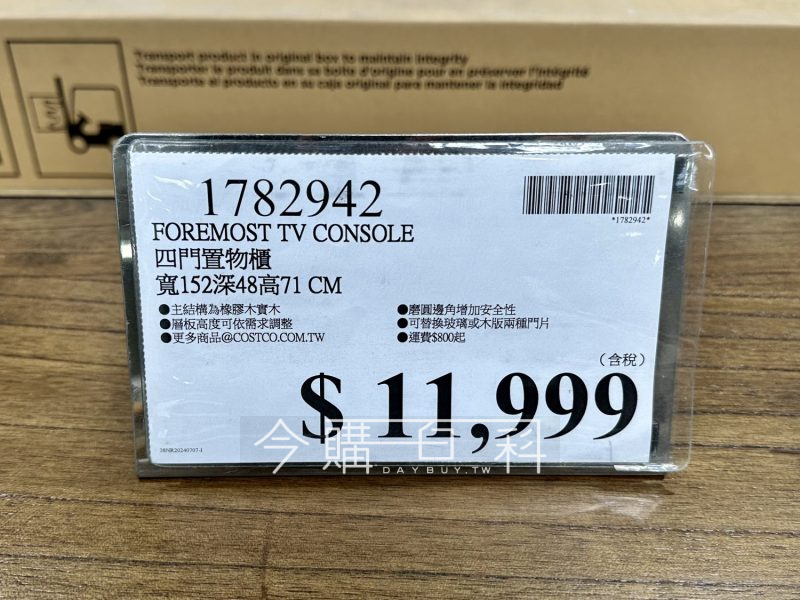 Transport product in original box to maintain integrity
Transporter le produit dans sa boîte d'origine pour en préserver l'intégrité
Transporte el producto en su caja original para mantener la integridad
1782942
*1782942*
FOREMOST TV CONSOLE
四門置物櫃
寬152深48高71 CM
●主結構為橡膠木實木
●磨圓邊角增加安全性
●層板高度可依需求調整
●可替換玻璃或木版兩種門片
●更多商品@COSTCO.COM.TW
●運費$800起
(含稅)
$ 11,999
今購百科
DAYBUY.TW